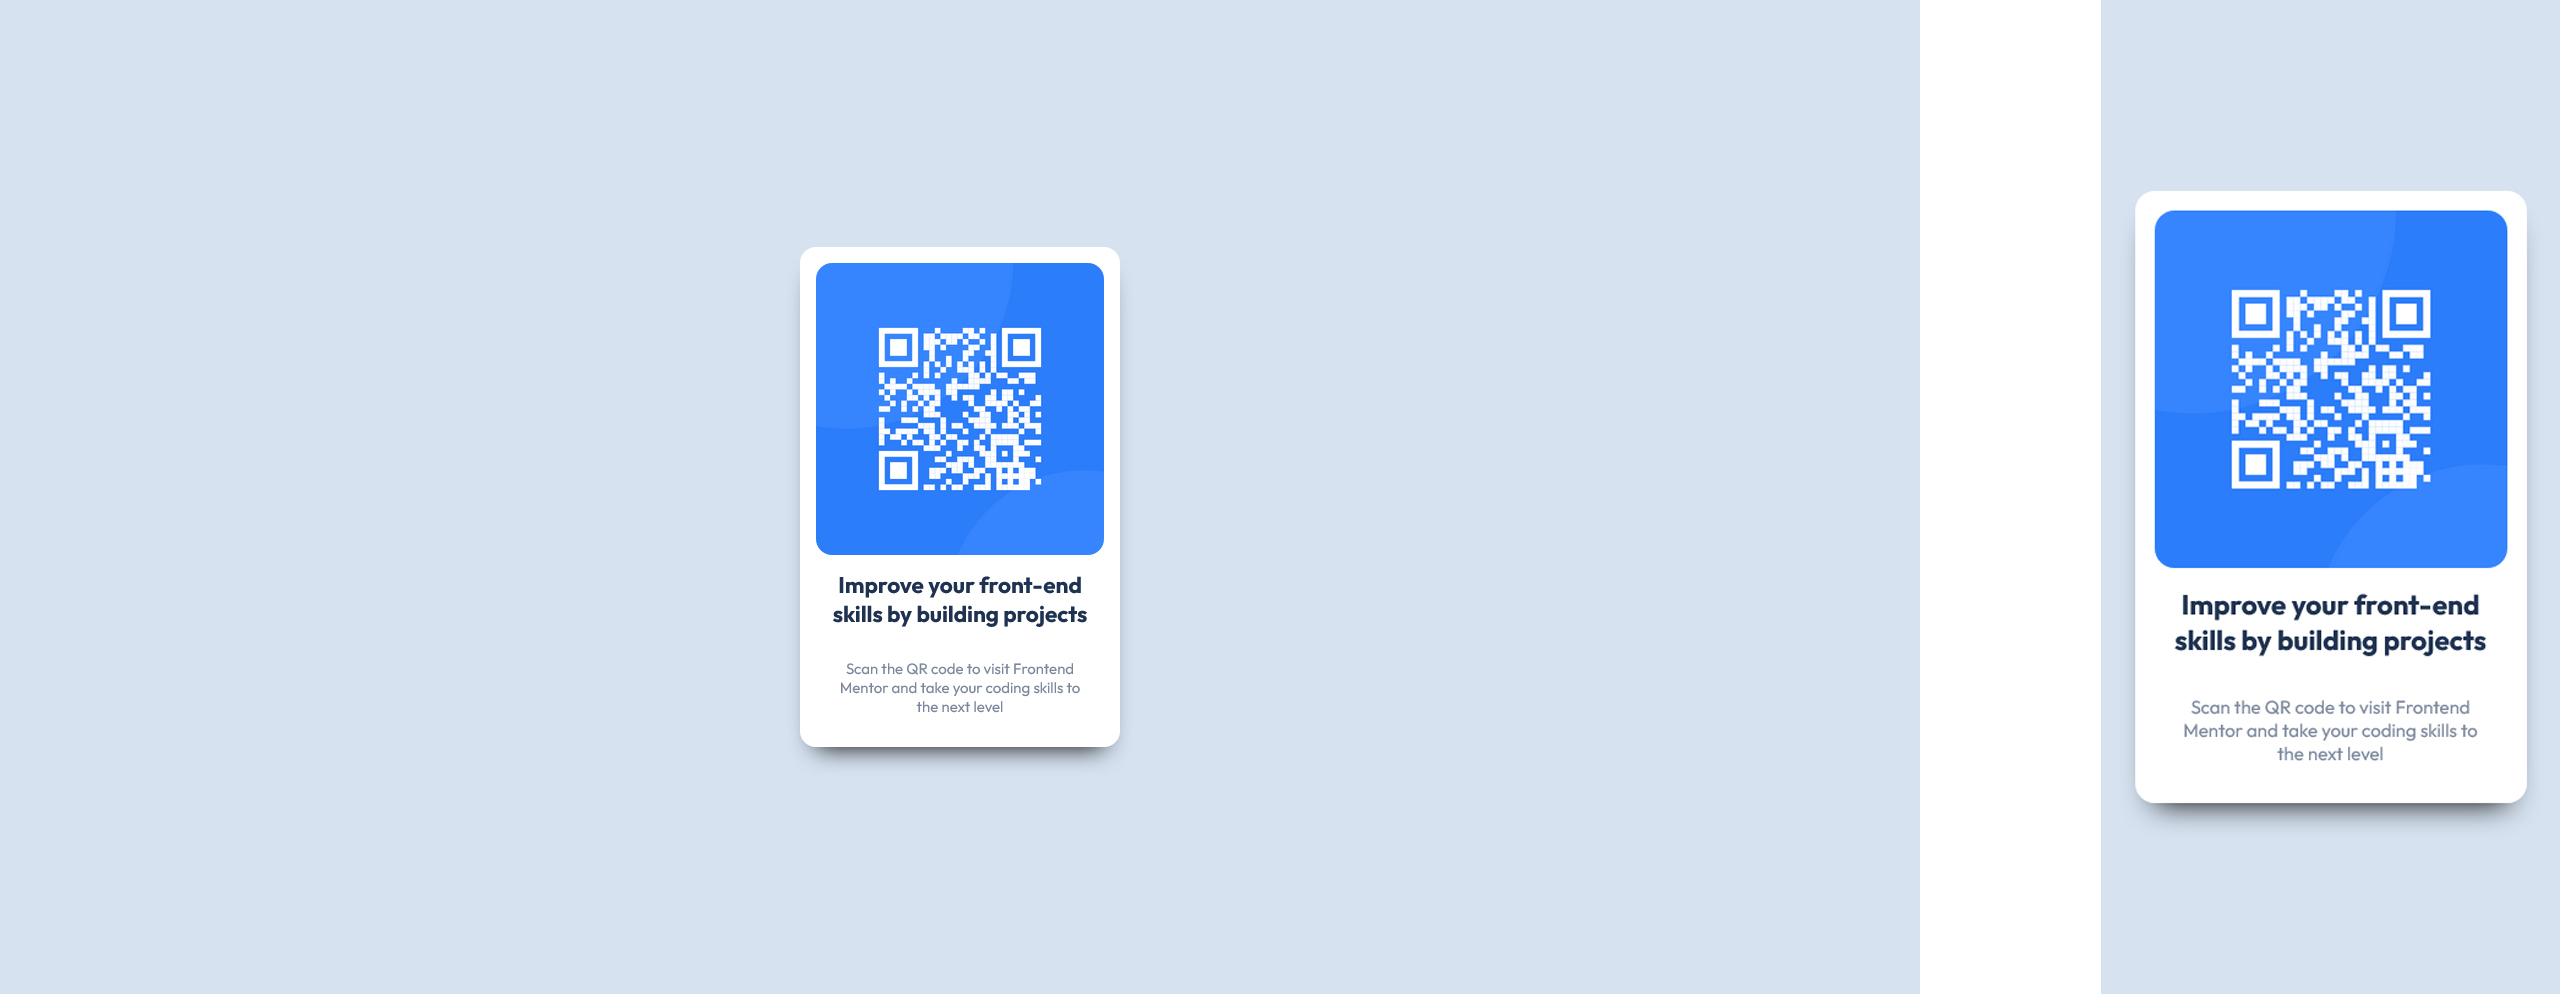 Improve your front-end
skills by building projects
Scan the QR code to visit Frontend
Mentor and take your coding skills to
the next level
Improve your front-end
skills by building projects
Scan the QR code to visit Frontend
Mentor and take your coding skills to
the next level